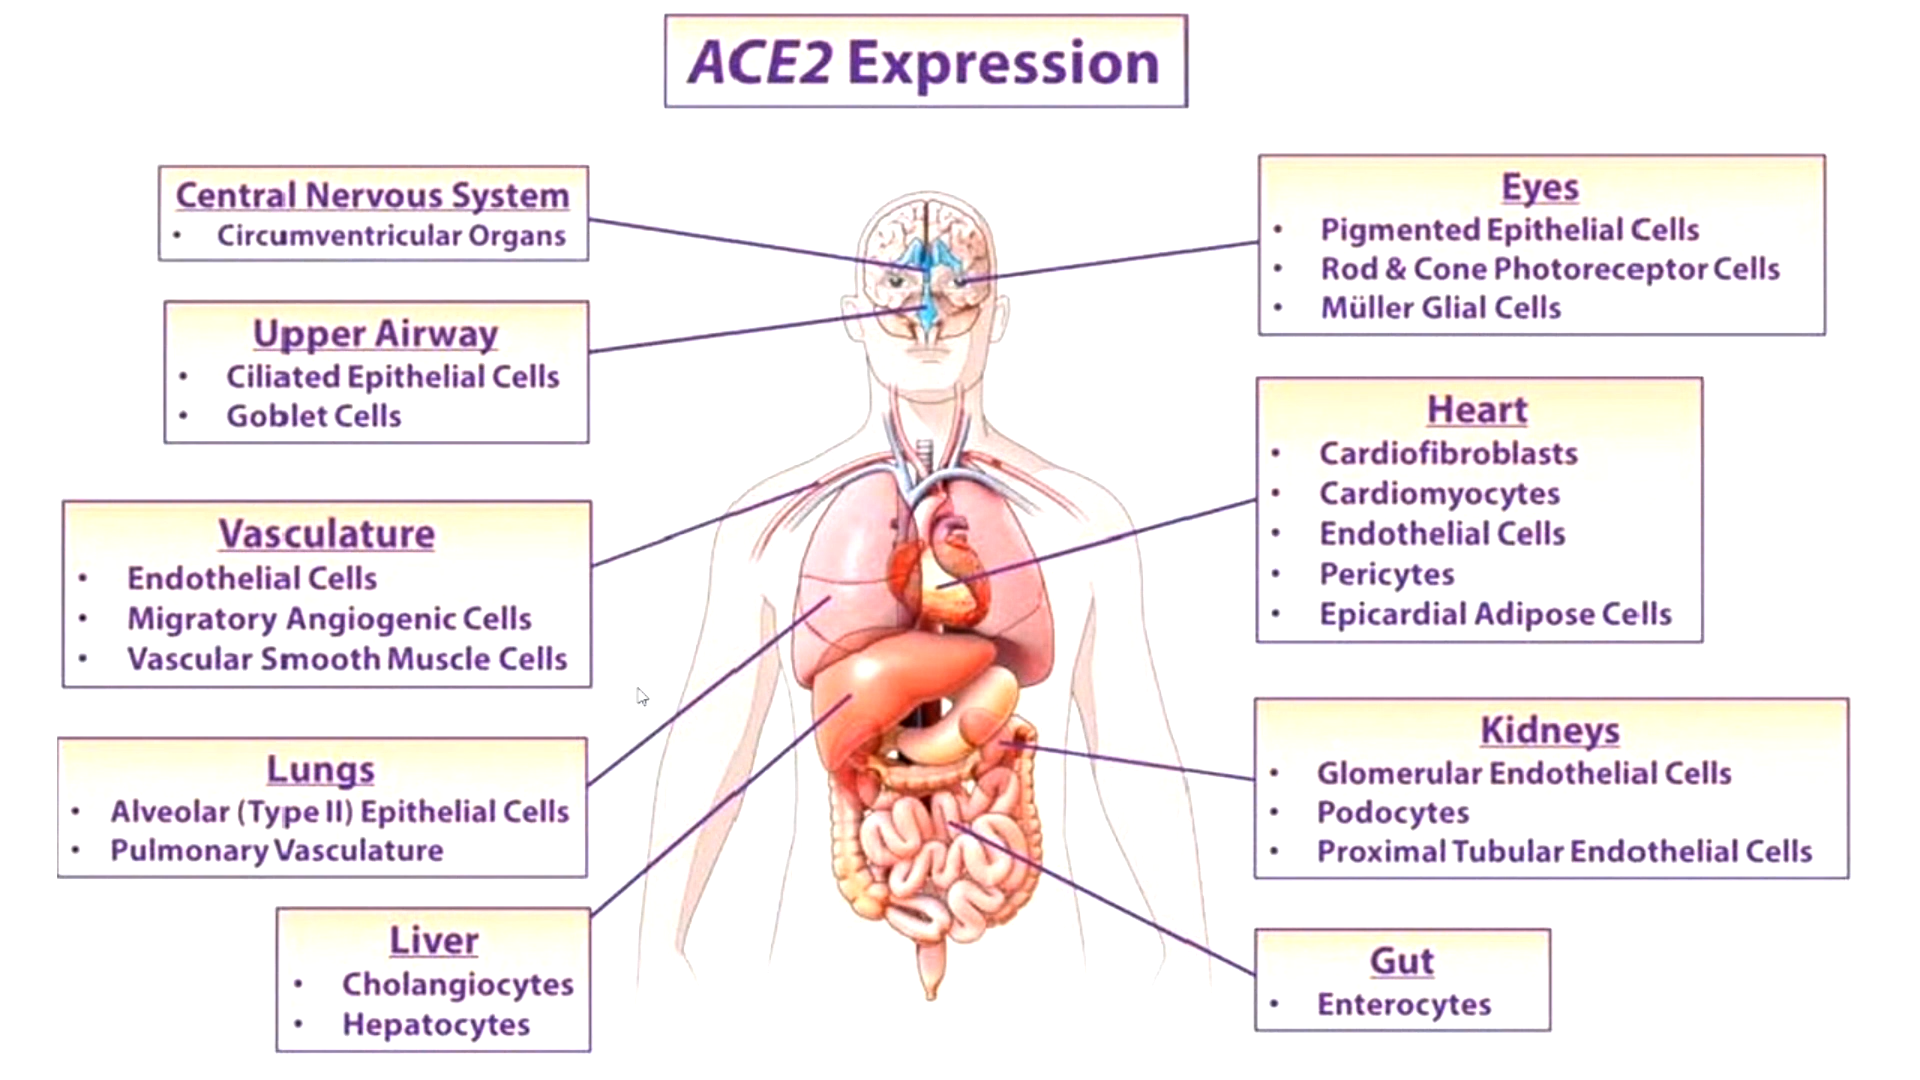 ACE2 Expression
Central Nervous System
• Circumventricular Organs
Upper Airway
• Ciliated Epithelial Cells
• Goblet Cells
Vasculature
• Endothelial Cells
• Migratory Angiogenic Cells
• Vascular Smooth Muscle Cells
Lungs
• Alveolar (Type II) Epithelial Cells
• Pulmonary Vasculature
Liver
• Cholangiocytes
• Hepatocytes
Eyes
• Pigmented Epithelial Cells
• Rod & Cone Photoreceptor Cells
• Müller Glial Cells
Heart
• Cardiofibroblasts
• Cardiomyocytes
• Endothelial Cells
• Pericytes
• Epicardial Adipose Cells
Kidneys
• Glomerular Endothelial Cells
• Podocytes
• Proximal Tubular Endothelial Cells
Gut
• Enterocytes